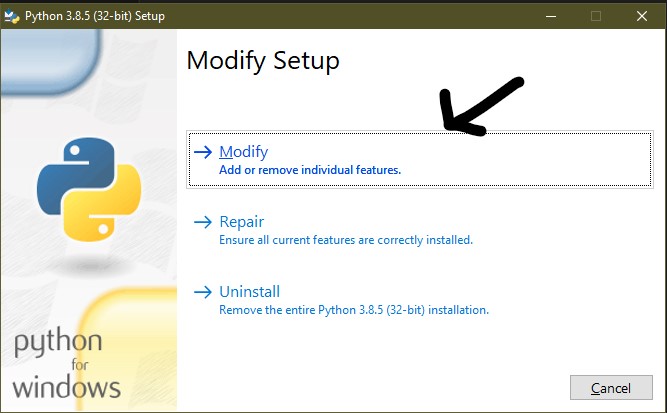 Python 3.8.5 (32-bit) Setup
Modify Setup
Modify
Add or remove individual features.
Repair
Ensure all current features are correctly installed.
Uninstall
Remove the entire Python 3.8.5 (32-bit) installation.
python
for
windows
Cancel